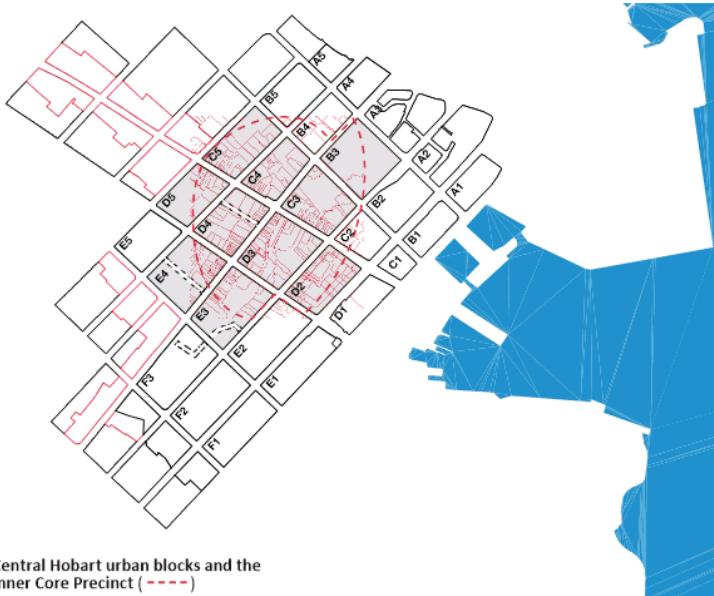 A5
A4
B5
A3
B4
C5
B3
A2
C4
A1
D5
C3
B2
D4
C2
B1
E5
D3
C1
E4
D2
D1
E3
E2
E1
F3
F2
F1
Central Hobart urban blocks and the
nner Core Precinct ( ---- )